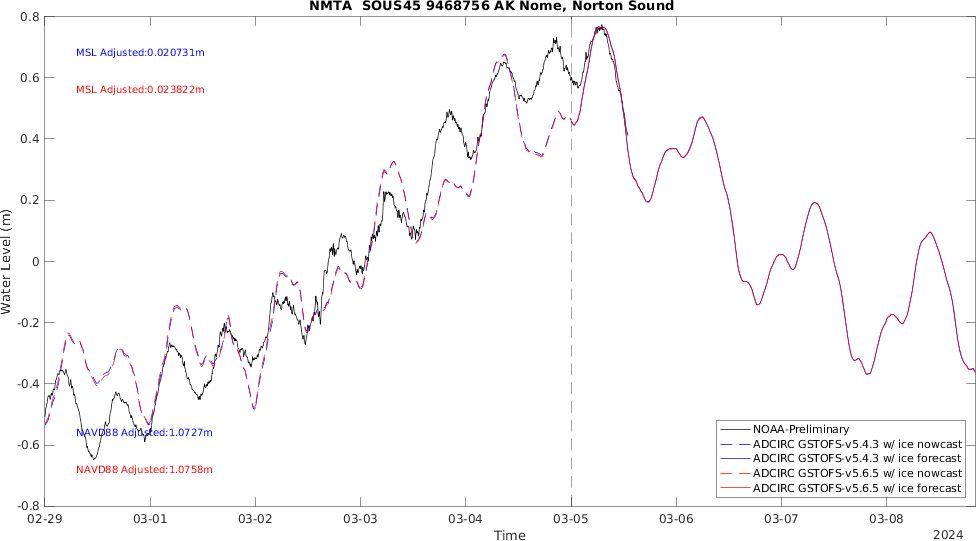 NMTA SOUS45 9468756 AK Nome, Norton Sound
0.8
0.6
0.4
0.2
0
-0.2
-0.4
-0.6
-0.8
Water Level (m)
MSL Adjusted:0.020731m
MSL Adjusted:0.023822m
NAVD88 Adjusted:1.0727m
NAVD88 Adjusted:1.0758m
NOAA-Preliminary
ADCIRC GSTOFS-v5.4.3 w/ ice nowcast
ADCIRC GSTOFS-v5.4.3 w/ ice forecast
ADCIRC GSTOFS-v5.6.5 w/ ice nowcast
ADCIRC GSTOFS-v5.6.5 w/ ice forecast
02-29 03-01 03-02 03-03 03-04 03-05 03-06 03-07 03-08
Time
2024